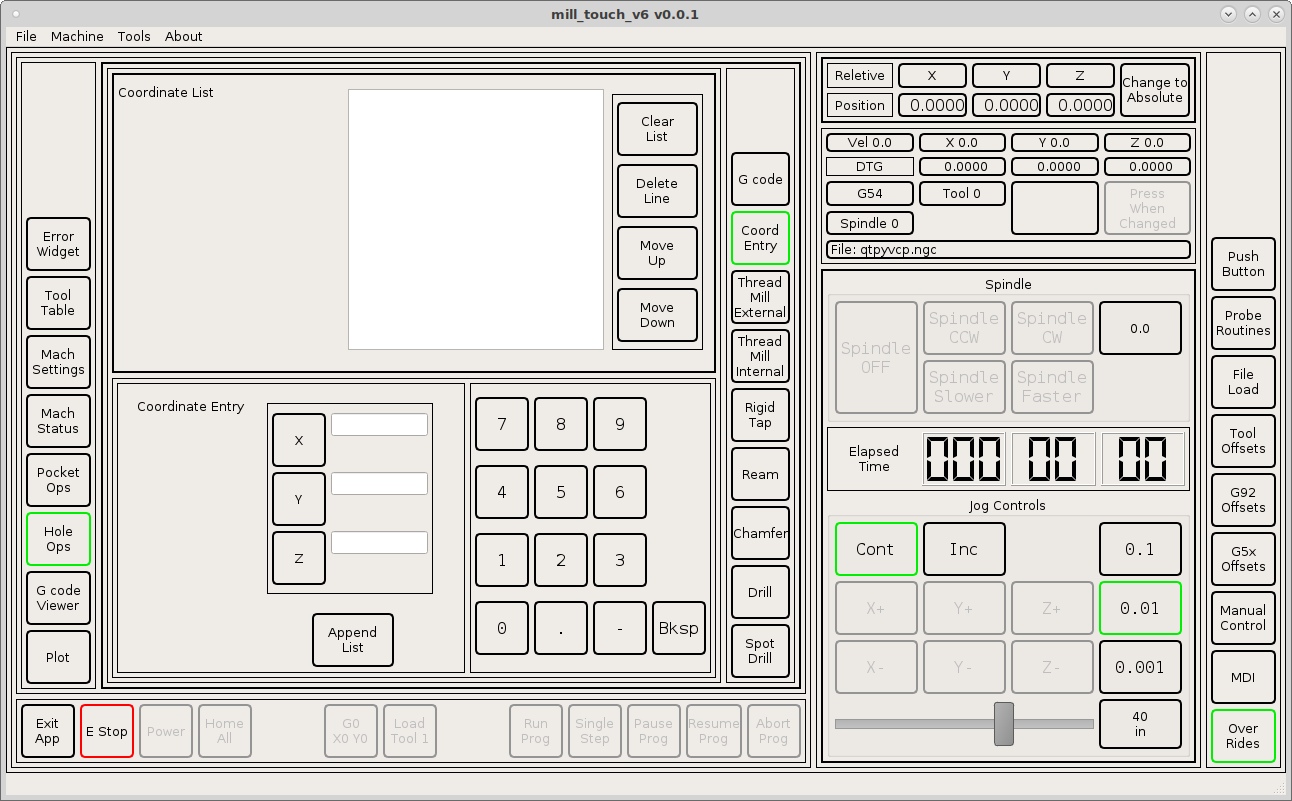 mill_touch_v6 v0.0.1
File Machine Tools About
Error
Widget
Tool
Table
Mach
Settings
Mach
Status
Pocket
Ops
Hole
Ops
G code
Viewer
Plot
Coordinate List
Clear
List
Delete
Line
Move
Up
Move
Down
Coordinate Entry
X
Y
Z
Append
List
7 8 9
4 5 6
1 2 3
0 . - Bksp
G code
Coord
Entry
Thread
Mill
External
Thread
Mill
Internal
Rigid
Tap
Ream
Chamfer
Drill
Spot
Drill
Exit
App
E Stop
Power
Home
All
G0
X0 Y0
Load
Tool 1
Run
Prog
Single
Step
Pause
Prog
Resume
Prog
Abort
Prog
Reletive X Y Z
Position 0.0000 0.0000 0.0000
Change to
Absolute
Vel 0.0 X 0.0 Y 0.0 Z 0.0
DTG 0.0000 0.0000 0.0000
G54 Tool 0
Press
When
Changed
Spindle 0
File: qtpyvcp.ngc
Spindle
Spindle
OFF
Spindle
CCW
Spindle
CW
0.0
Spindle
Slower
Spindle
Faster
Elapsed
Time
000 00 00
Jog Controls
Cont Inc 0.1
X+ Y+ Z+ 0.01
X- Y- Z- 0.001
40
in
Push
Button
Probe
Routines
File
Load
Tool
Offsets
G92
Offsets
G5x
Offsets
Manual
Control
MDI
Over
Rides